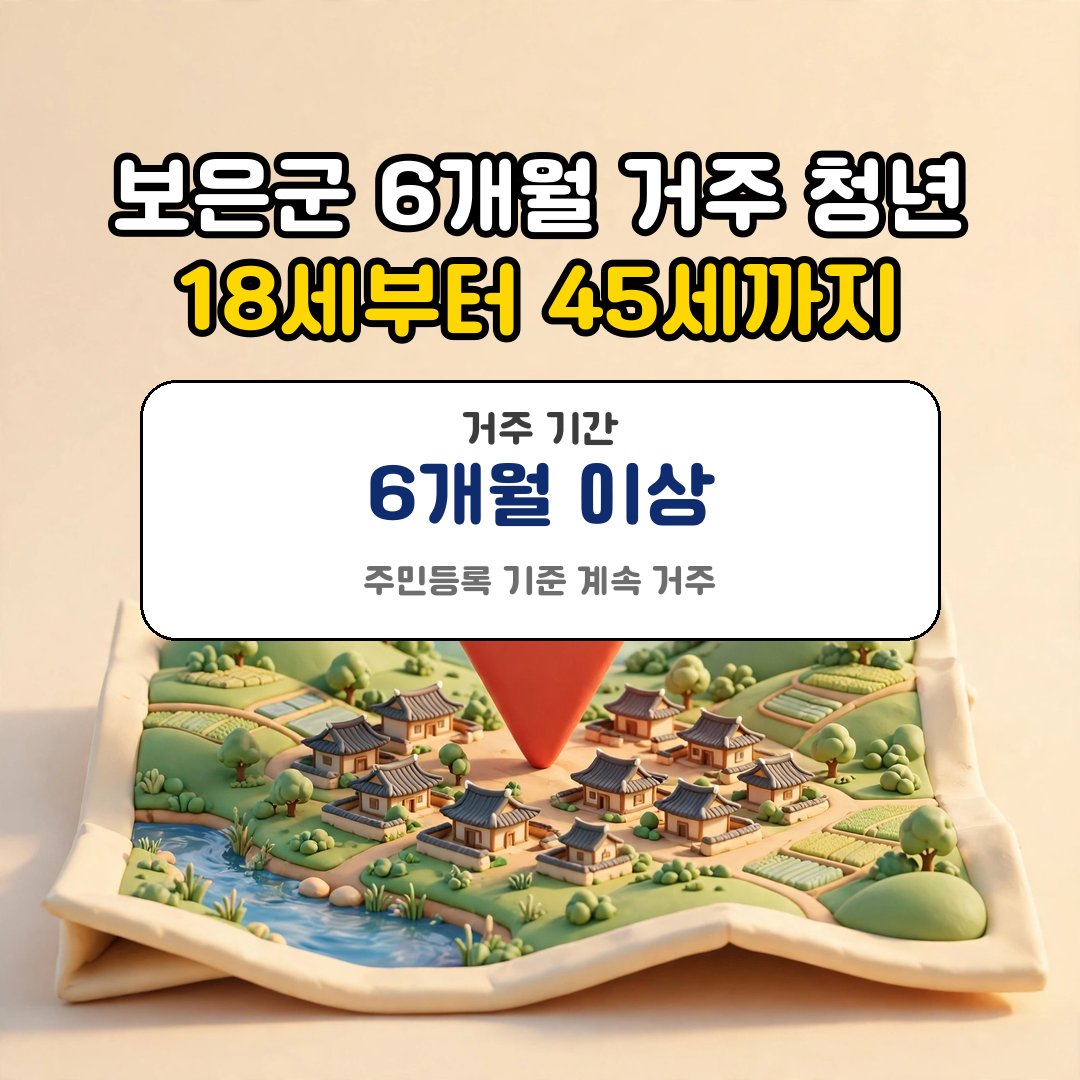 보은군 6개월 거주 청년
18세부터 45세까지
거주 기간
6개월 이상
주민등록 기준 계속 거주